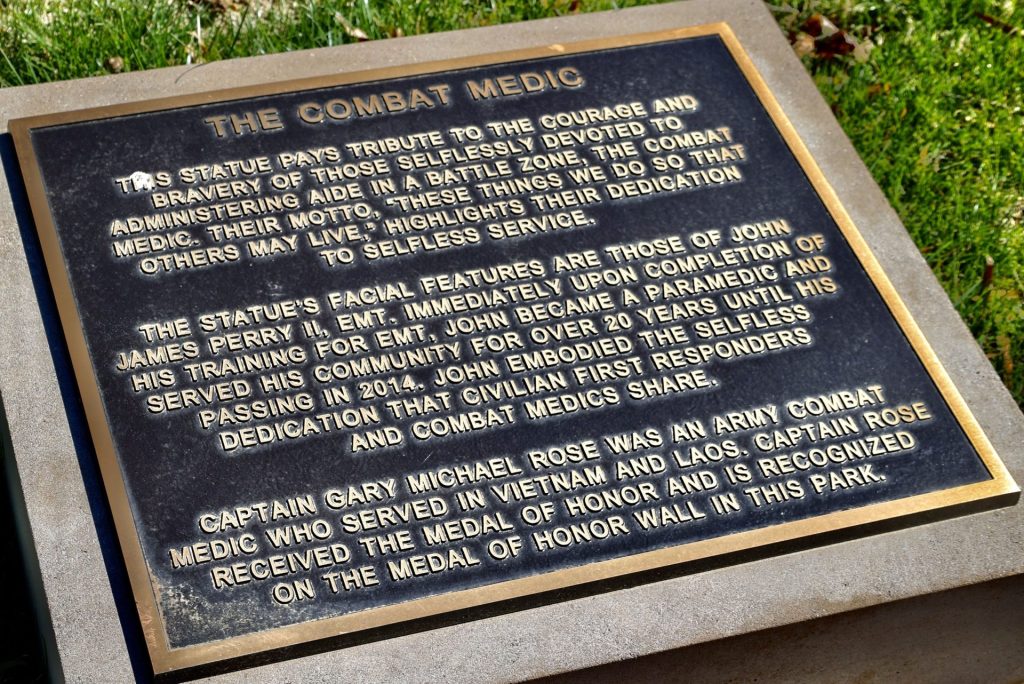 THE COMBAT MEDIC
THIS STATUE PAYS TRIBUTE TO THE COURAGE AND
BRAVERY OF THOSE SELFLESSLY DEVOTED TO
ADMINISTERING AIDE IN A BATTLE ZONE, THE COMBAT
MEDIC. THEIR MOTTO, "THESE THINGS WE DO SO THAT
OTHERS MAY LIVE," HIGHLIGHTS THEIR DEDICATION
TO SELFLESS SERVICE.
THE STATUE'S FACIAL FEATURES ARE THOSE OF JOHN
JAMES PERRY II, EMT. IMMEDIATELY UPON COMPLETION OF
HIS TRAINING FOR EMT, JOHN BECAME A PARAMEDIC AND
SERVED HIS COMMUNITY FOR OVER 20 YEARS UNTIL HIS
PASSING IN 2014. JOHN EMBODIED THE SELFLESS
DEDICATION THAT CIVILIAN FIRST RESPONDERS
AND COMBAT MEDICS SHARE.
CAPTAIN GARY MICHAEL ROSE WAS AN ARMY COMBAT
MEDIC WHO SERVED IN VIETNAM AND LAOS. CAPTAIN ROSE
RECEIVED THE MEDAL OF HONOR AND IS RECOGNIZED
ON THE MEDAL OF HONOR WALL IN THIS PARK.